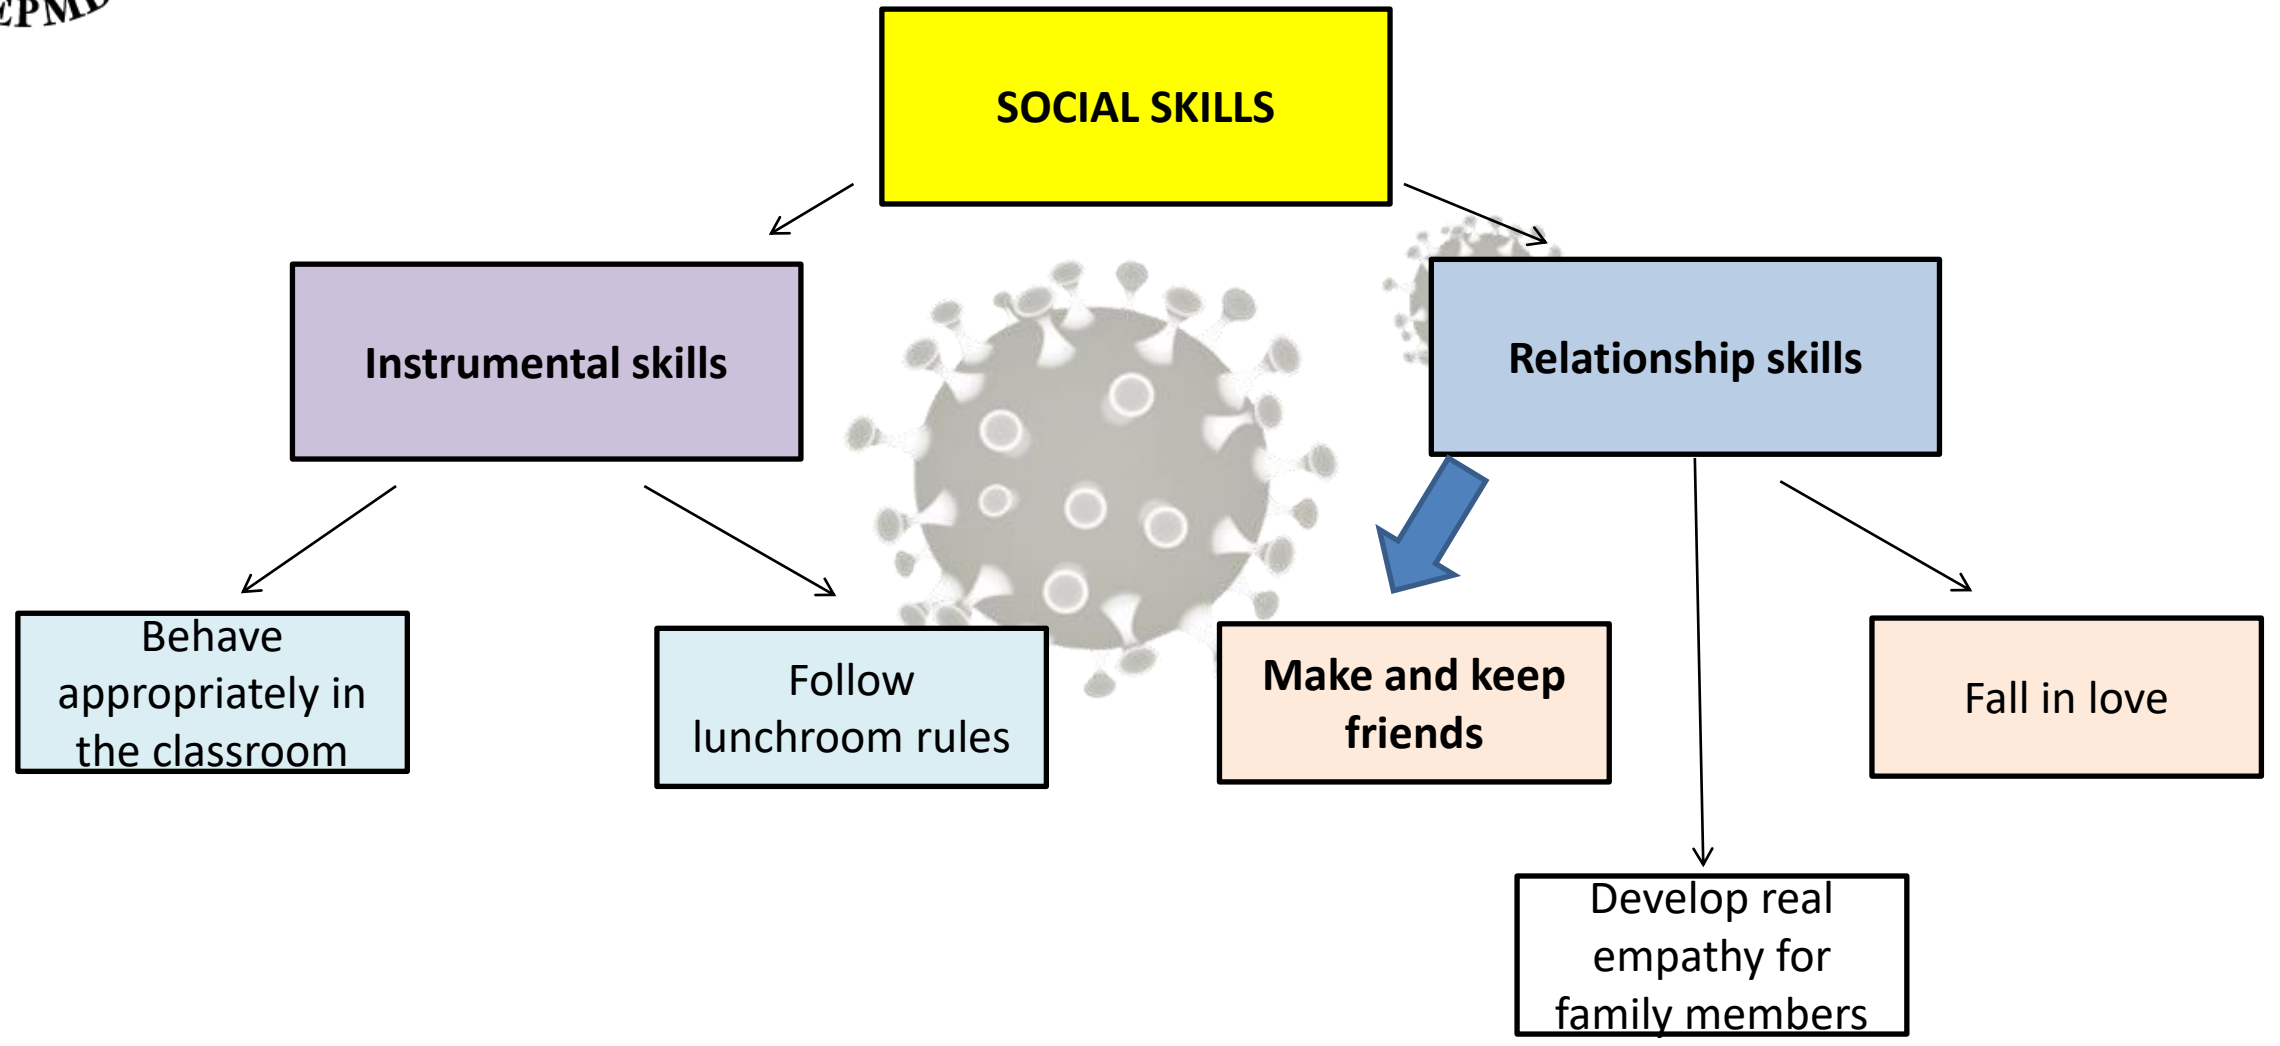 SOCIAL SKILLS
Instrumental skills
Relationship skills
Behave
appropriately in
the classroom
Follow
lunchroom rules
Make and keep
friends
Fall in love
Develop real
empathy for
family members